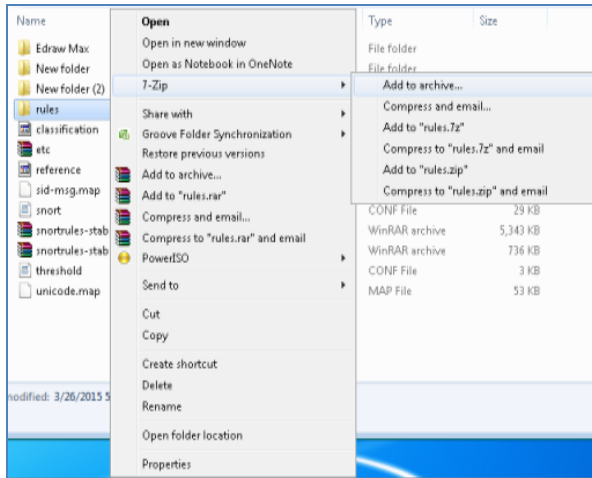 Name
Type
Size
Edraw Max
New folder
New folder (2)
rules
classification
etc
reference
sid-msg.map
snort
snortrules-stab
snortrules-stab
threshold
unicode.map
modified: 3/26/2015 5
Open
Open in new window
Open as Notebook in OneNote
7-Zip
Share with
Groove Folder Synchronization
Restore previous versions
Add to archive...
Add to "rules.rar"
Compress and email...
Compress to "rules.rar" and email
PowerISO
Send to
Cut
Copy
Create shortcut
Delete
Rename
Open folder location
Properties
File folder
File folder
Add to archive...
Compress and email...
Add to "rules.7z"
Compress to "rules.7z" and email
Add to "rules.zip"
Compress to "rules.zip" and email
CONF File 29 KB
WinRAR archive 5,343 KB
WinRAR archive 736 KB
CONF File 3 KB
MAP File 53 KB